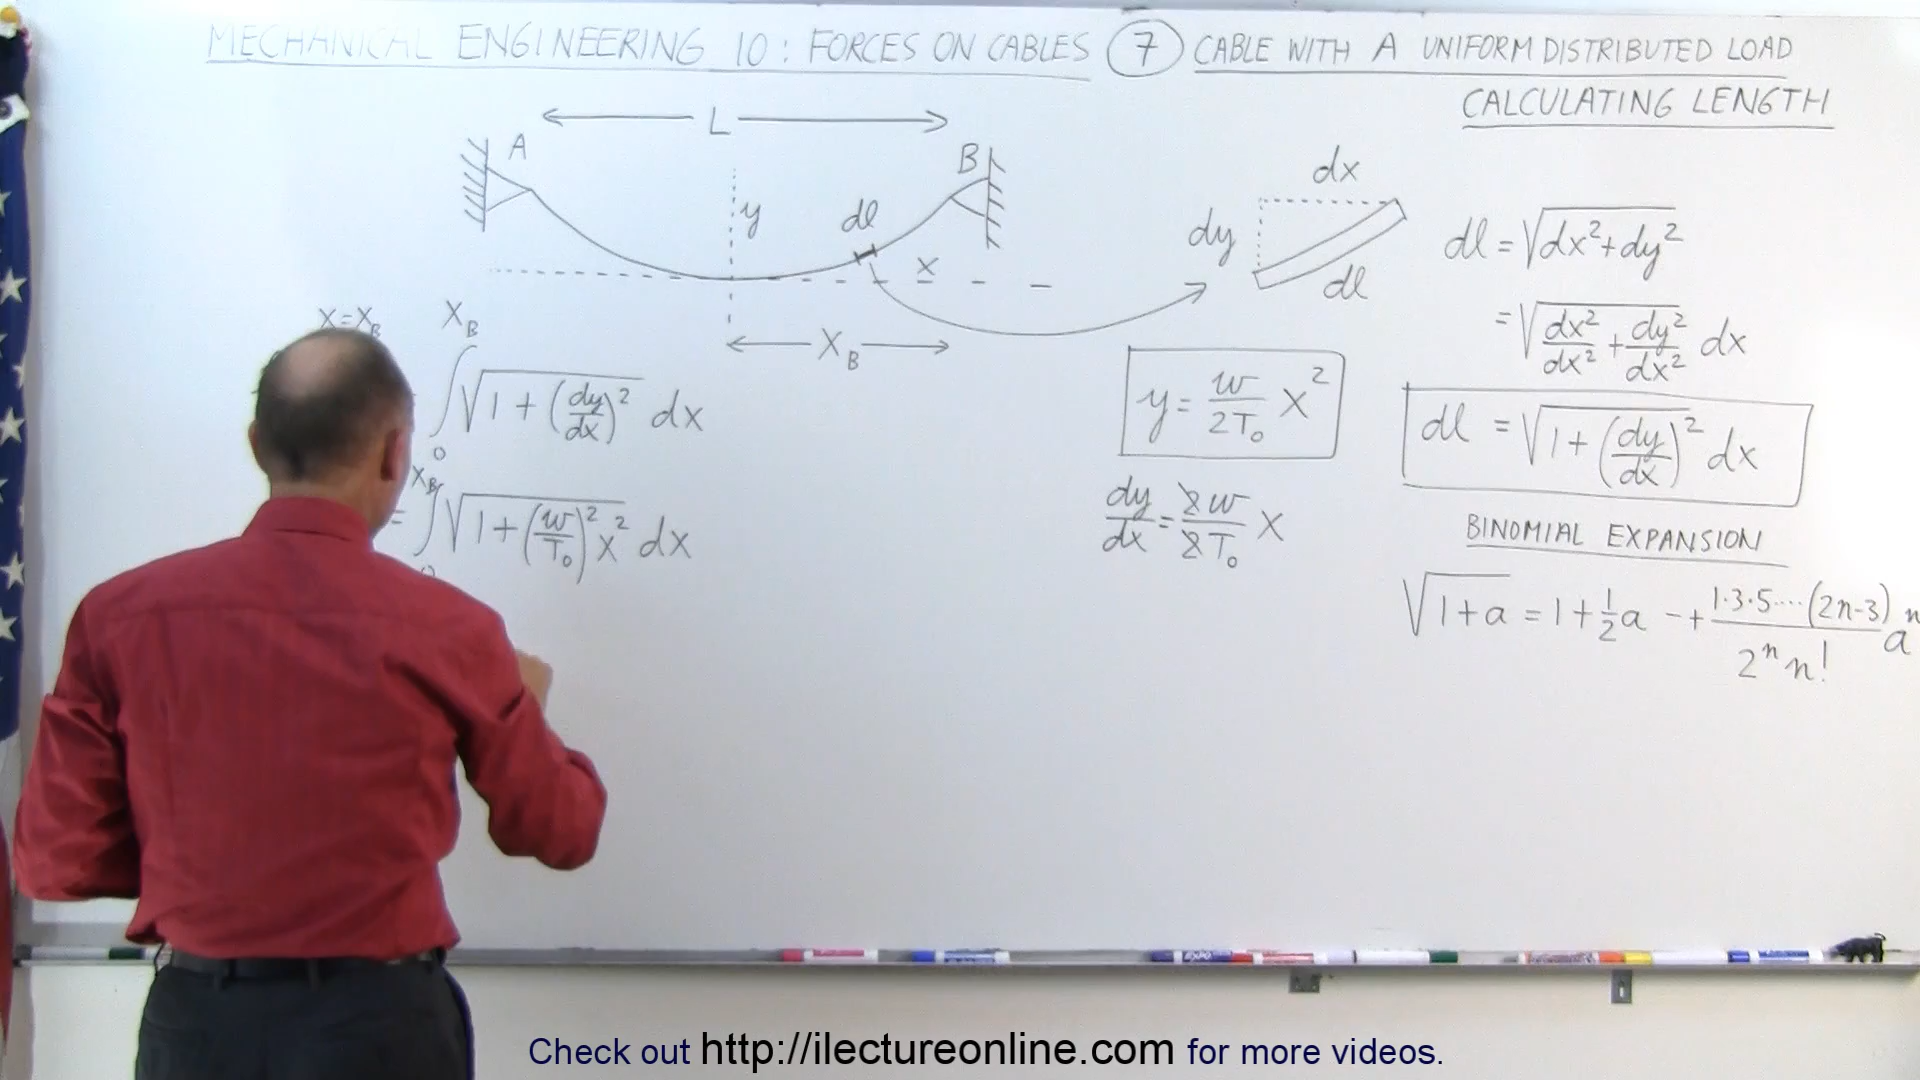 MECHANICAL ENGINEERING 10: FORCES ON CABLES (7) CABLE WITH A UNIFORM DISTRIBUTED LOAD
CALCULATING LENGTH
L
A
B
y
dl
x
X_B
dx
dy
dl
dl = √(dx² + dy²)
= √(dx²/dx² + dy²/dx²) dx
dl = √(1 + (dy/dx)²) dx
y = w/(2T₀) x²
dy/dx = 2w/(2T₀) x
x = x_B
∫₀^(x_B) √(1 + (dy/dx)²) dx
= ∫₀^(x_B) √(1 + (w/T₀)² x²) dx
BINOMIAL EXPANSION
√(1+a) = 1 + ½a - + 1·3·5····(2n-3)/(2ⁿ n!) aⁿ
EXPO
Check out http://ilectureonline.com for more videos.